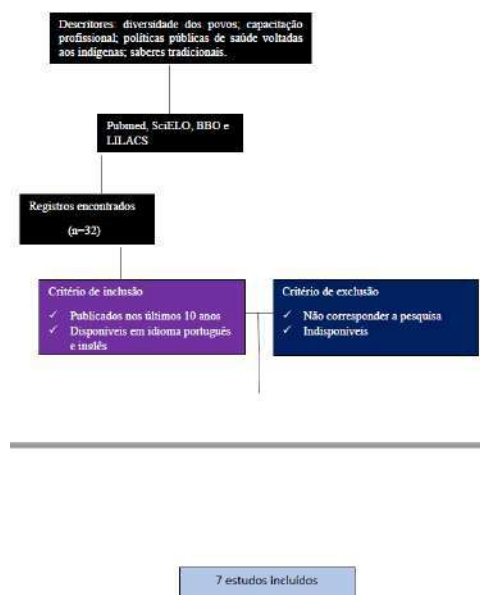 Descritores: diversidade dos povos; capacitação
profissional; políticas públicas de saúde voltadas
aos indígenas; saberes tradicionais.
Pubmed, SciELO, BBO e
LILACS
Registros encontrados
(n=32)
Critério de inclusão
✓ Publicados nos últimos 10 anos
✓ Disponíveis em idioma português
e inglês
Critério de exclusão
✓ Não corresponder a pesquisa
✓ Indisponíveis
7 estudos incluídos